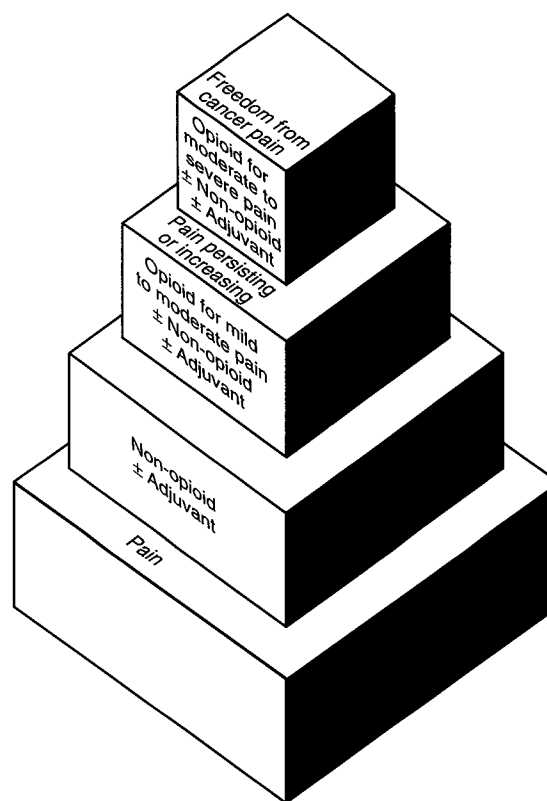 Freedom from
cancer pain
Opioid for
moderate to
severe pain
± Non-opioid
± Adjuvant
Pain persisting
or increasing
Opioid for mild
to moderate pain
± Non-opioid
± Adjuvant
Non-opioid
± Adjuvant
Pain